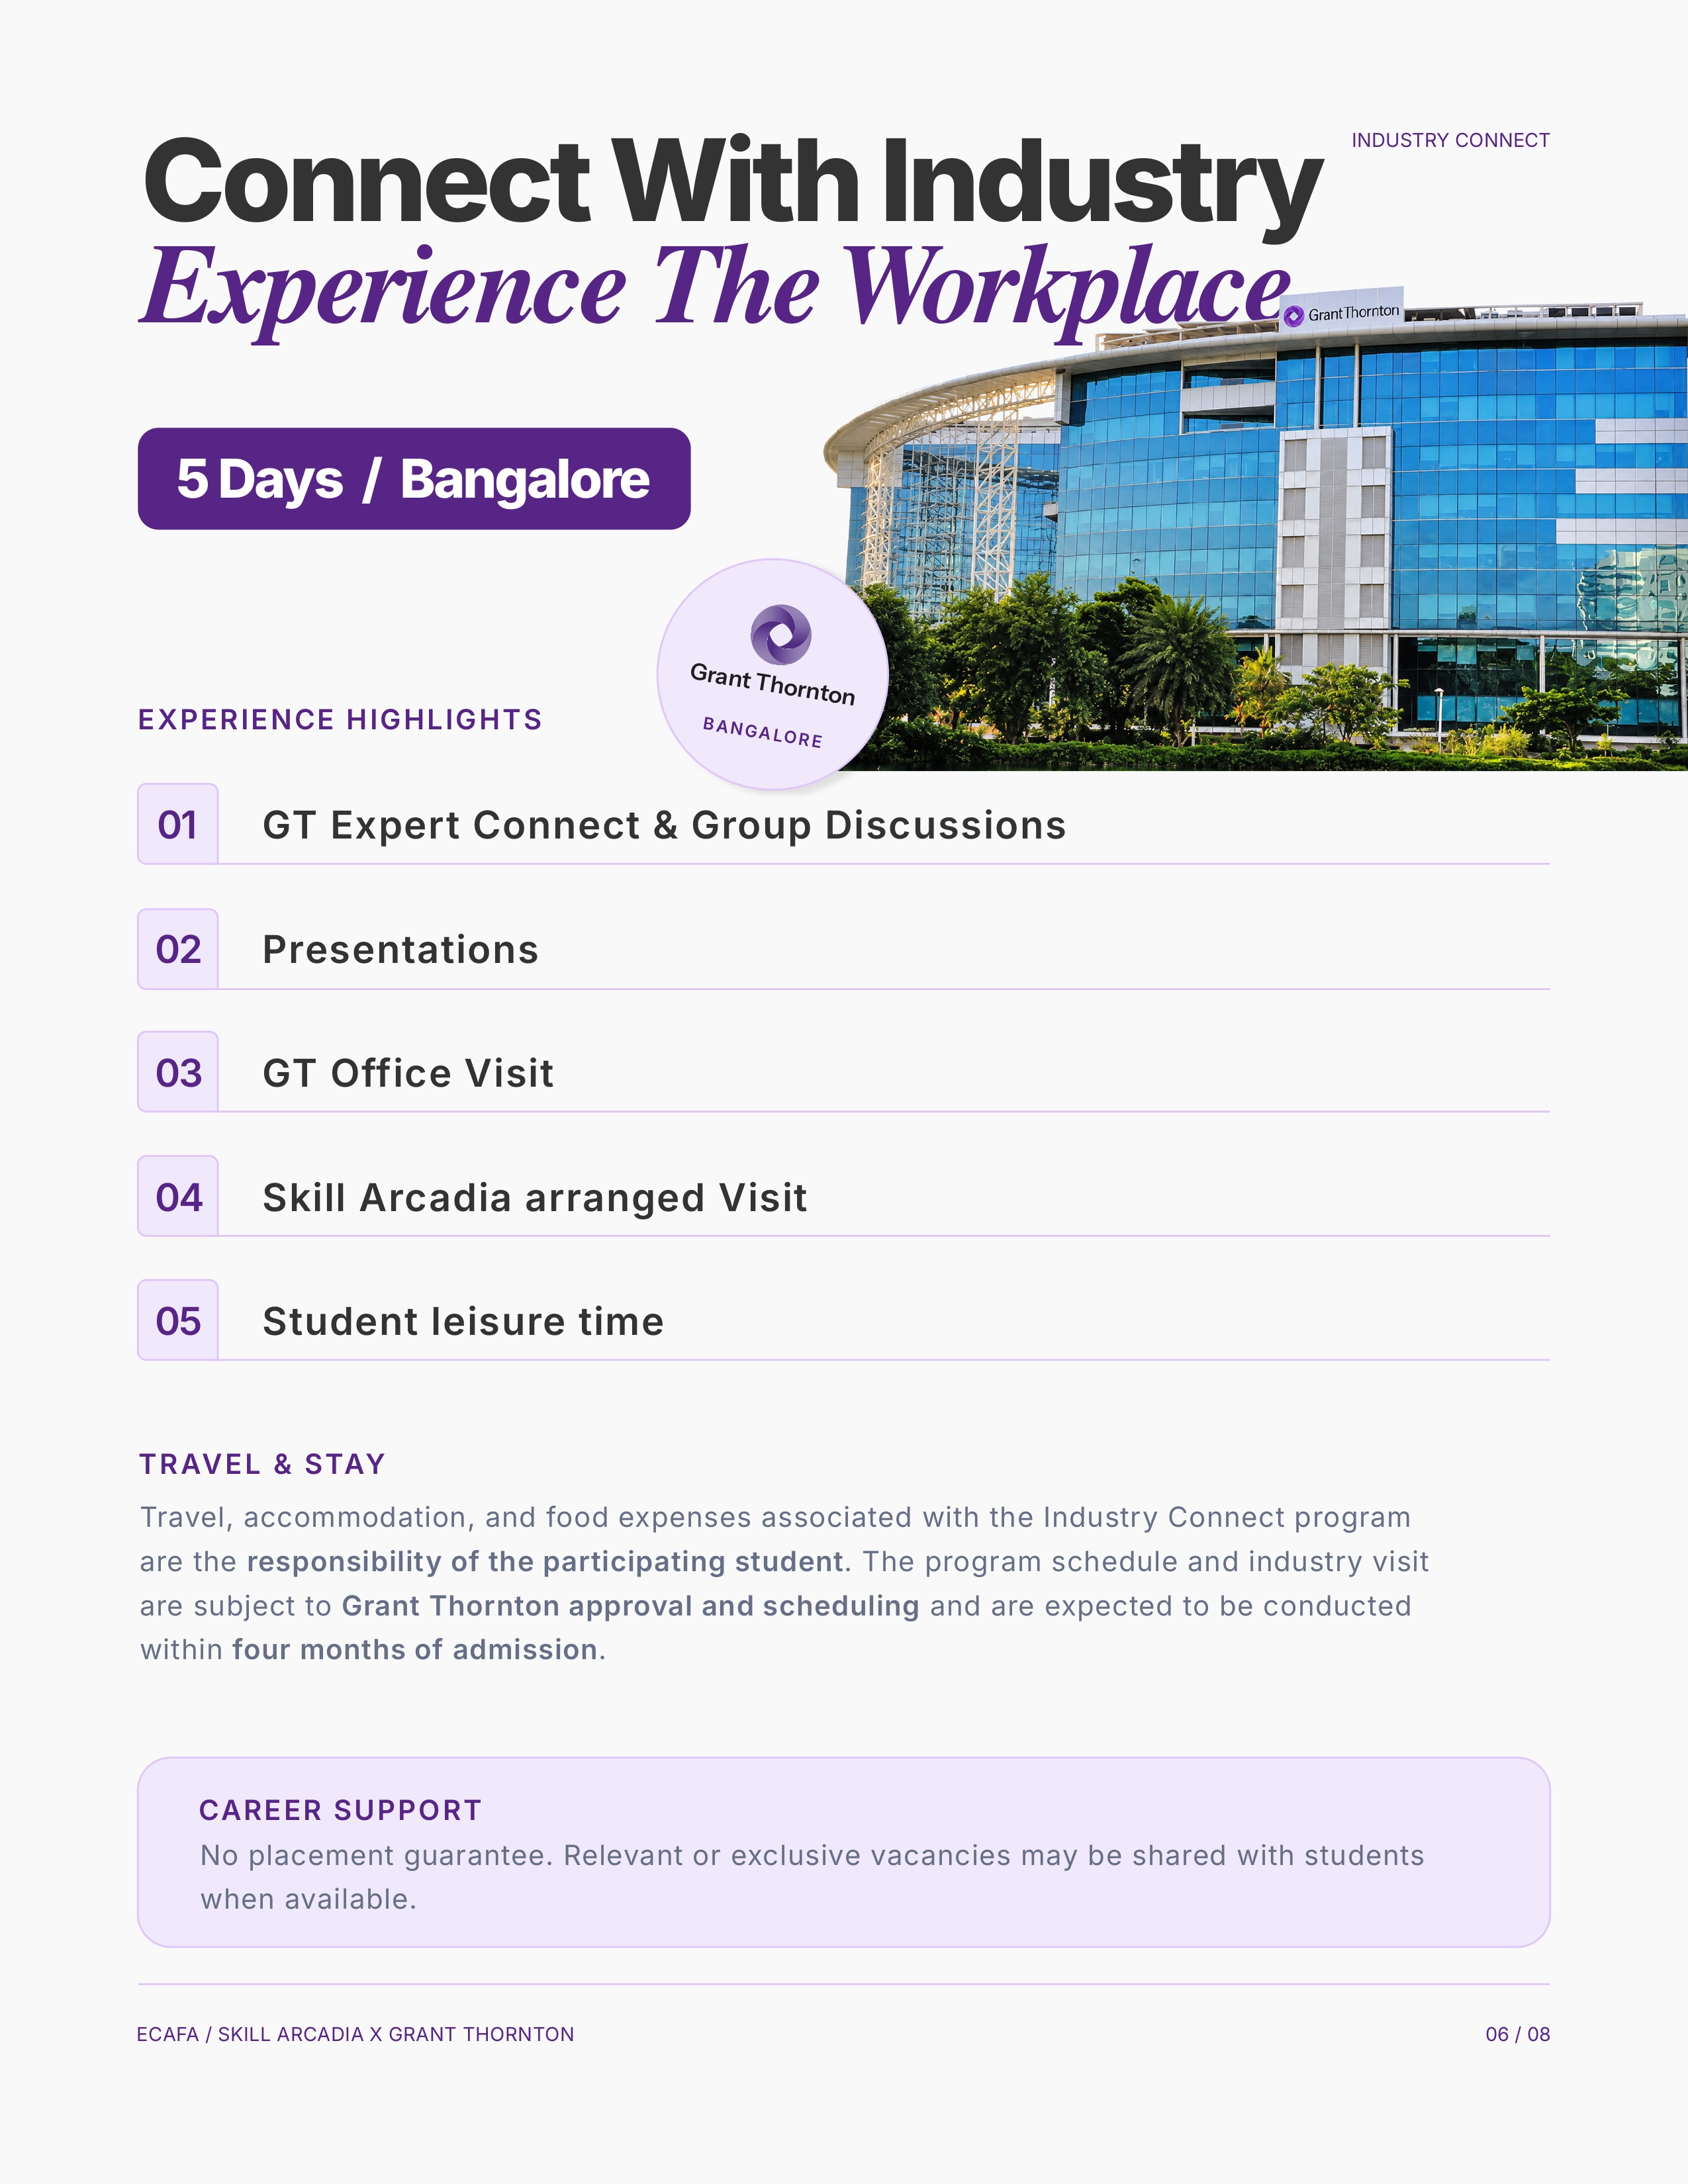 INDUSTRY CONNECT
Connect With Industry
Experience The Workplace
Grant Thornton
5 Days / Bangalore
Grant Thornton
BANGALORE
EXPERIENCE HIGHLIGHTS
01 GT Expert Connect & Group Discussions
02 Presentations
03 GT Office Visit
04 Skill Arcadia arranged Visit
05 Student leisure time
TRAVEL & STAY
Travel, accommodation, and food expenses associated with the Industry Connect program
are the responsibility of the participating student. The program schedule and industry visit
are subject to Grant Thornton approval and scheduling and are expected to be conducted
within four months of admission.
CAREER SUPPORT
No placement guarantee. Relevant or exclusive vacancies may be shared with students
when available.
ECAFA / SKILL ARCADIA X GRANT THORNTON
06 / 08